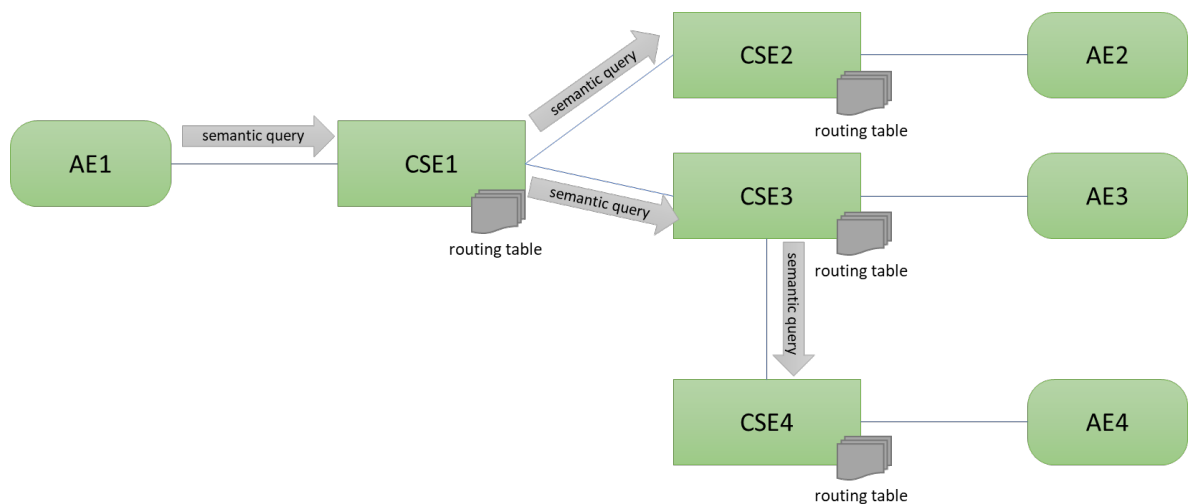 AE1
semantic query
CSE1
routing table
semantic query
semantic query
CSE2
routing table
AE2
CSE3
routing table
AE3
semantic query
CSE4
routing table
AE4